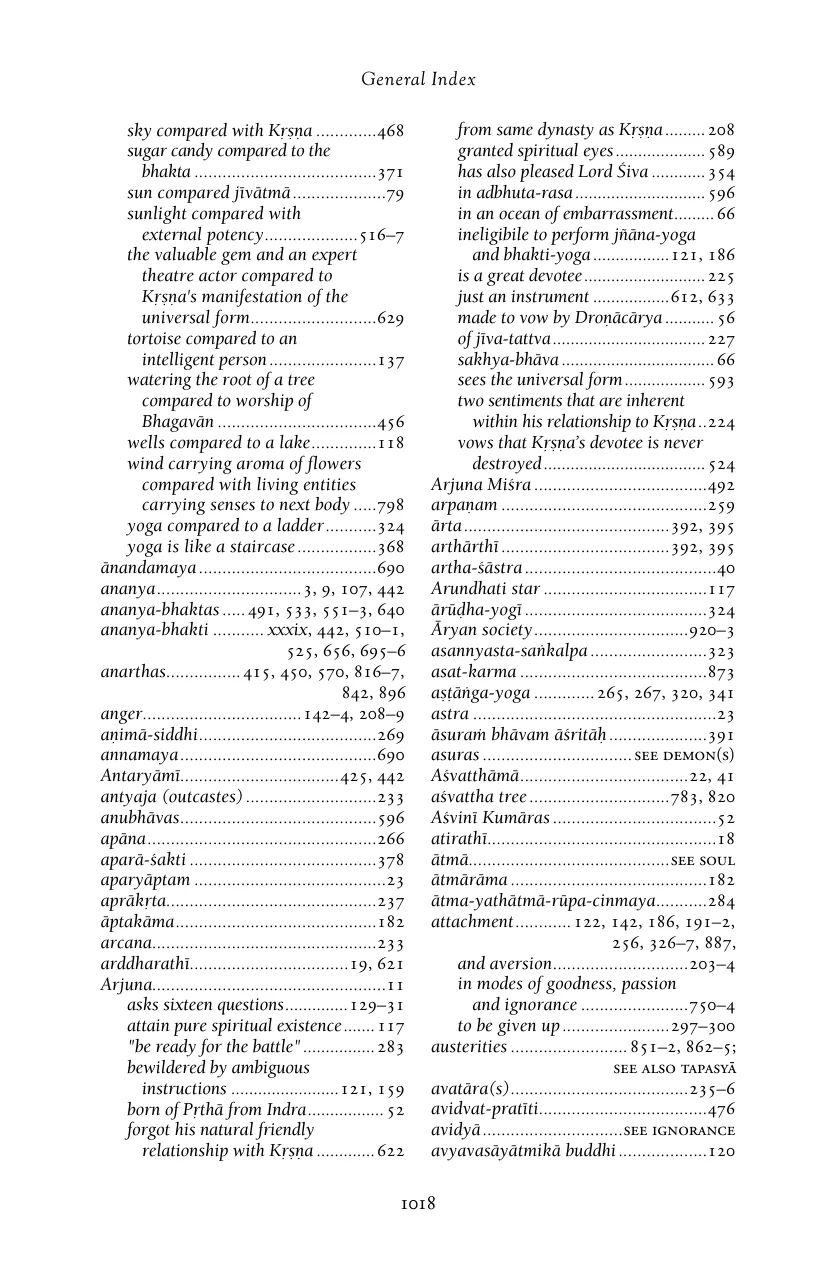 General Index
sky compared with Kṛṣṇa .............468
sugar candy compared to the
bhakta .......................................371
sun compared jīvātmā....................79
sunlight compared with
external potency....................516–7
the valuable gem and an expert
theatre actor compared to
Kṛṣṇa's manifestation of the
universal form...........................629
tortoise compared to an
intelligent person.......................137
watering the root of a tree
compared to worship of
Bhagavān ..................................456
wells compared to a lake..............118
wind carrying aroma of flowers
compared with living entities
carrying senses to next body .....798
yoga compared to a ladder...........324
yoga is like a staircase.................368
ānandamaya......................................690
ananya............................... 3, 9, 107, 442
ananya-bhaktas ..... 491, 533, 551–3, 640
ananya-bhakti ........... xxxix, 442, 510–1,
525, 656, 695–6
anarthas................ 415, 450, 570, 816–7,
842, 896
anger.................................. 142–4, 208–9
aṇimā-siddhi......................................269
annamaya..........................................690
Antaryāmī..................................425, 442
antyaja (outcastes) ............................233
anubhāvas..........................................596
apāna.................................................266
aparā-śakti ........................................378
aparyāptam .........................................23
aprākṛta.............................................237
āptakāma...........................................182
arcana................................................233
arddharathī..................................19, 621
Arjuna..................................................11
asks sixteen questions............. 129–31
attain pure spiritual existence....... 117
"be ready for the battle" ............... 283
bewildered by ambiguous
instructions .......................121, 159
born of Pṛthā from Indra................ 52
forgot his natural friendly
relationship with Kṛṣṇa ............. 622
from same dynasty as Kṛṣṇa......... 208
granted spiritual eyes................... 589
has also pleased Lord Śiva ............ 354
in adbhuta-rasa ............................ 596
in an ocean of embarrassment......... 66
ineligibile to perform jñāna-yoga
and bhakti-yoga ................121, 186
is a great devotee.......................... 225
just an instrument ................612, 633
made to vow by Droṇācārya ........... 56
of jīva-tattva................................. 227
sakhya-bhāva ................................. 66
sees the universal form................. 593
two sentiments that are inherent
within his relationship to Kṛṣṇa..224
vows that Kṛṣṇa’s devotee is never
destroyed................................... 524
Arjuna Miśra .....................................492
arpaṇam ............................................259
ārta............................................ 392, 395
arthārthī.................................... 392, 395
artha-śāstra.........................................40
Arundhati star ...................................117
ārūḍha-yogī.......................................324
Āryan society.................................920–3
asannyasta-saṅkalpa .........................323
asat-karma ........................................873
aṣṭāṅga-yoga ............. 265, 267, 320, 341
astra ....................................................23
āsuraṁ bhāvam āśritāḥ .....................391
asuras ................................ SEE DEMON(S)
Aśvatthāmā....................................22, 41
aśvattha tree ..............................783, 820
Aśvinī Kumāras ...................................52
atirathī.................................................18
ātmā...........................................SEE SOUL
ātmārāma ..........................................182
ātma-yathātmā-rūpa-cinmaya...........284
attachment............ 122, 142, 186, 191–2,
256, 326–7, 887,
and aversion.............................203–4
in modes of goodness, passion
and ignorance .......................750–4
to be given up.......................297–300
austerities ......................... 851–2, 862–5;
SEE ALSO TAPASYĀ
avatāra(s)......................................235–6
avidvat-pratīti....................................476
avidyā..............................SEE IGNORANCE
avyavasāyātmikā buddhi ...................120
1018